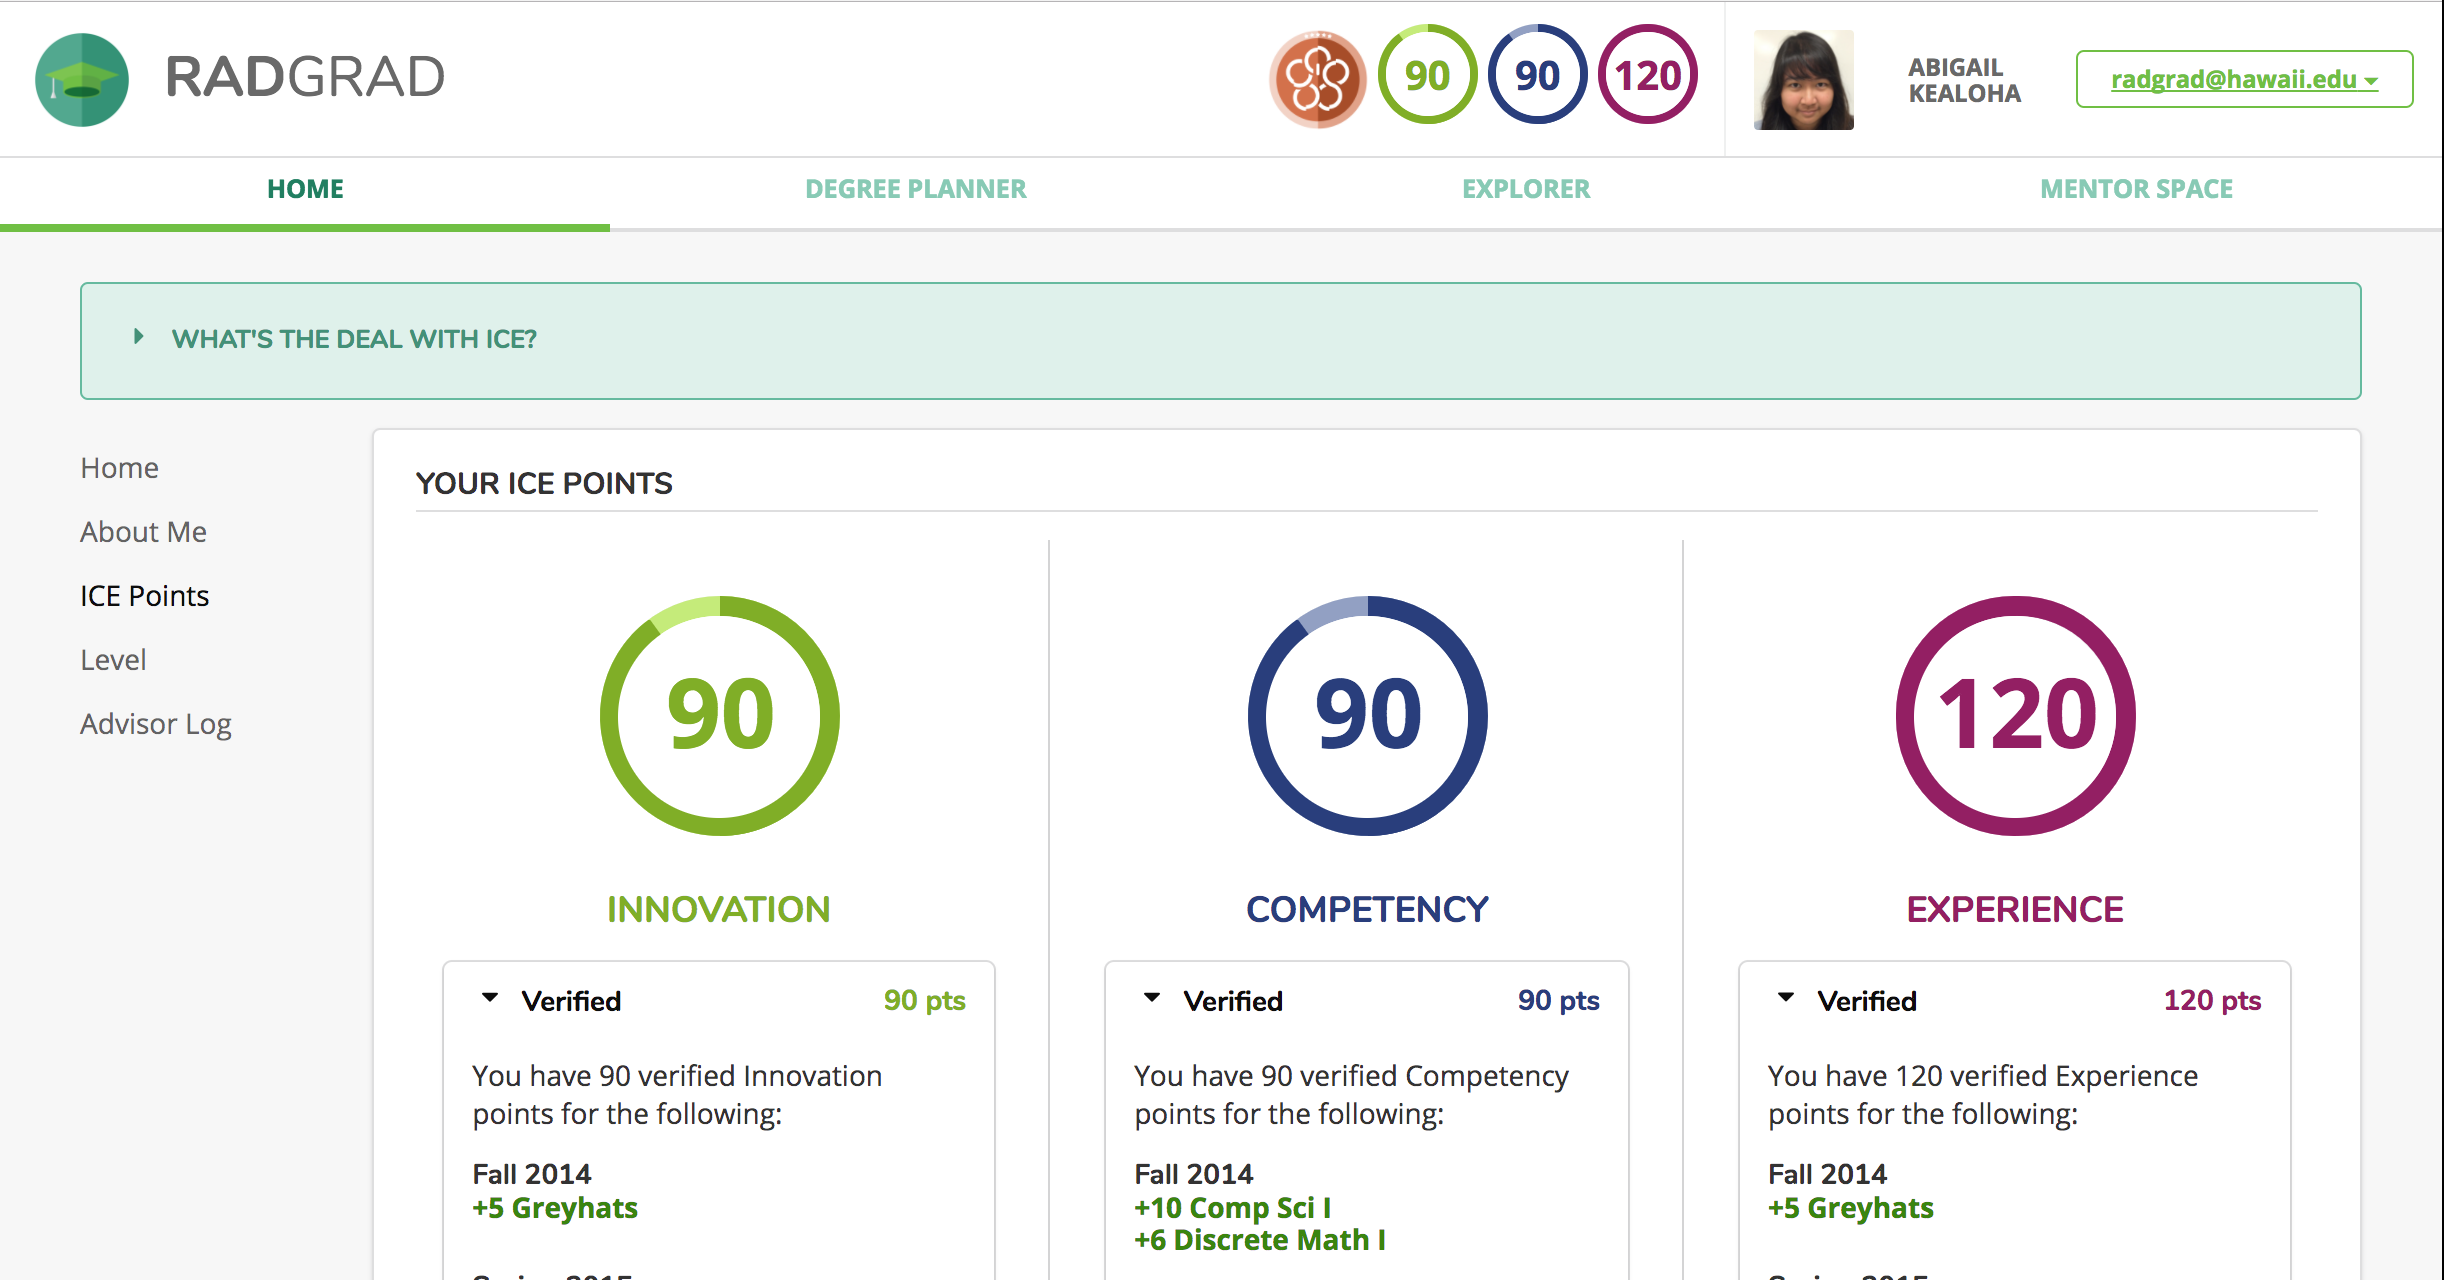 RADGRAD
90
90
120
ABIGAIL
KEALOHA
radgrad@hawaii.edu
HOME
DEGREE PLANNER
EXPLORER
MENTOR SPACE
WHAT'S THE DEAL WITH ICE?
Home
About Me
ICE Points
Level
Advisor Log
YOUR ICE POINTS
90
INNOVATION
Verified 90 pts
You have 90 verified Innovation
points for the following:
Fall 2014
+5 Greyhats
90
COMPETENCY
Verified 90 pts
You have 90 verified Competency
points for the following:
Fall 2014
+10 Comp Sci I
+6 Discrete Math I
120
EXPERIENCE
Verified 120 pts
You have 120 verified Experience
points for the following:
Fall 2014
+5 Greyhats